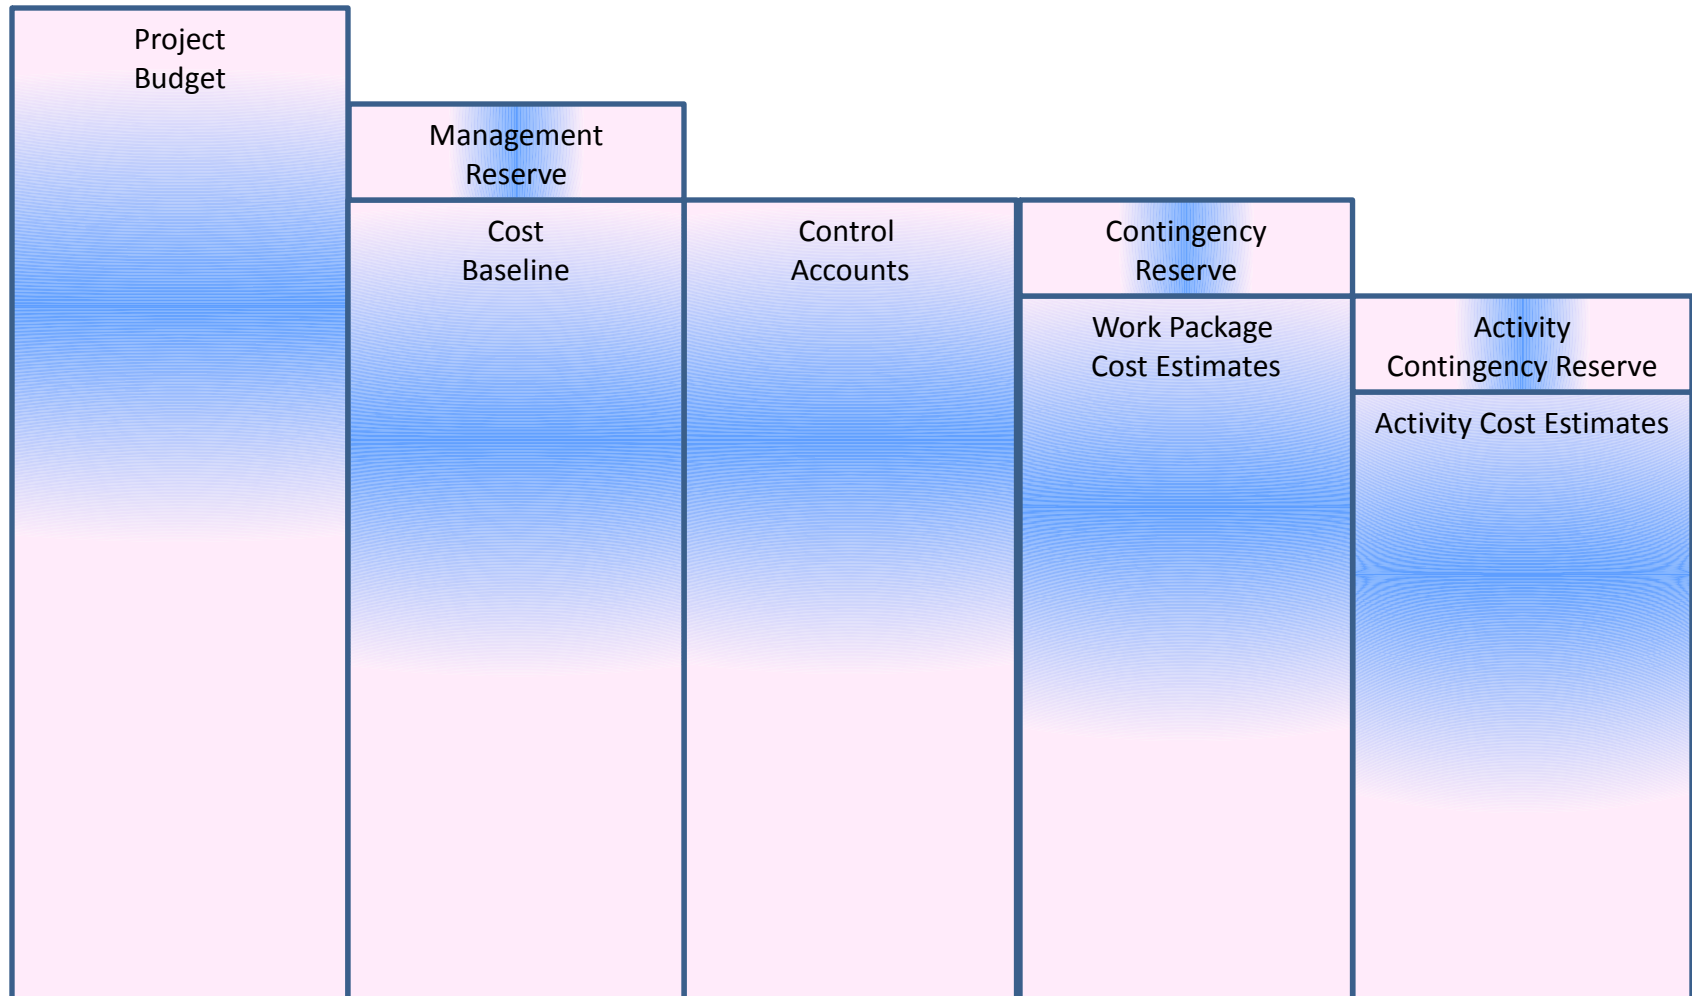 Project
Budget
Management
Reserve
Cost
Baseline
Control
Accounts
Contingency
Reserve
Work Package
Cost Estimates
Activity
Contingency Reserve
Activity Cost Estimates